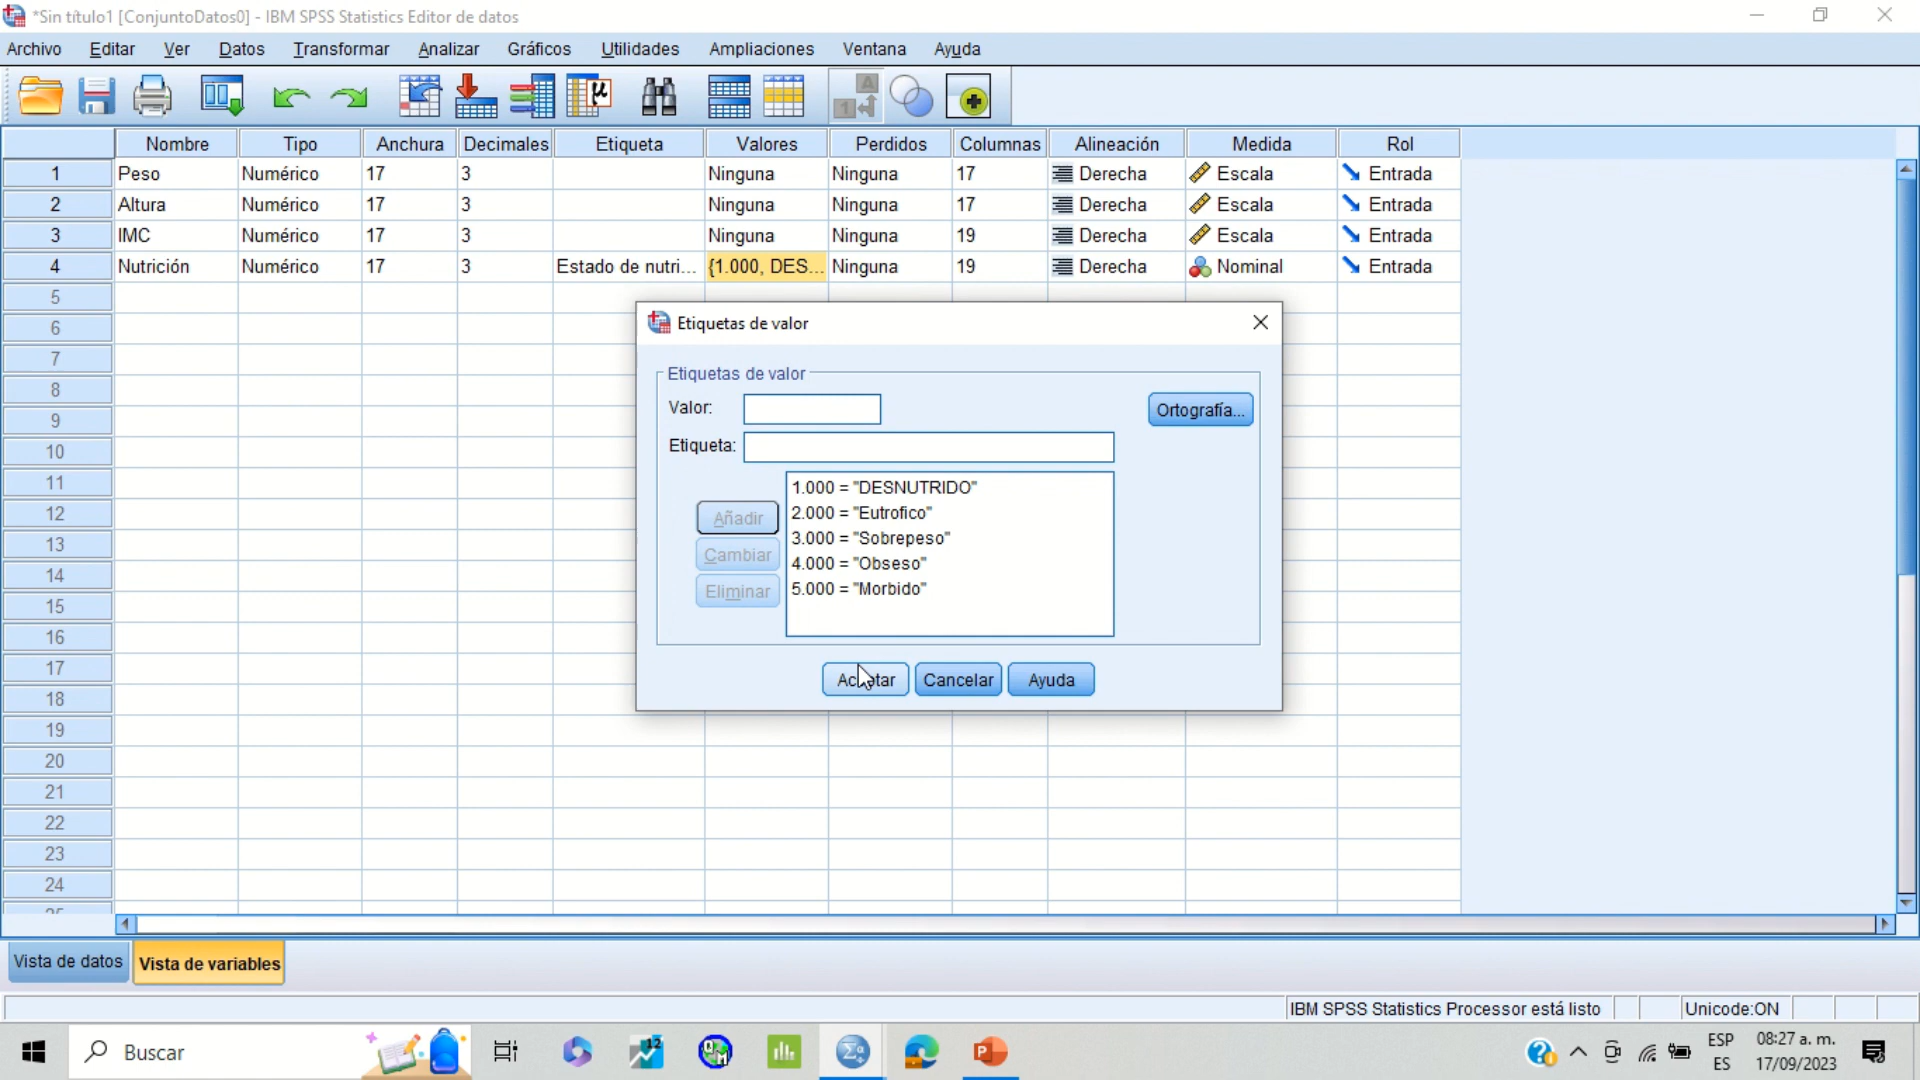 *Sin título1 [ConjuntoDatos0] - IBM SPSS Statistics Editor de datos
Archivo Editar Ver Datos Transformar Analizar Gráficos Utilidades Ampliaciones Ventana Ayuda
Nombre Tipo Anchura Decimales Etiqueta Valores Perdidos Columnas Alineación Medida Rol
1 Peso Numérico 17 3 Ninguna Ninguna 17 Derecha Escala Entrada
2 Altura Numérico 17 3 Ninguna Ninguna 17 Derecha Escala Entrada
3 IMC Numérico 17 3 Ninguna Ninguna 19 Derecha Escala Entrada
4 Nutrición Numérico 17 3 Estado de nutri... {1.000, DES... Ninguna 19 Derecha Nominal Entrada
5
6
7
8
9
10
11
12
13
14
15
16
17
18
19
20
21
22
23
24
Etiquetas de valor
Etiquetas de valor
Valor:
Ortografía...
Etiqueta:
1.000 = "DESNUTRIDO"
2.000 = "Eutrofico"
3.000 = "Sobrepeso"
4.000 = "Obseso"
5.000 = "Morbido"
Añadir
Cambiar
Eliminar
Aceptar Cancelar Ayuda
Vista de datos Vista de variables
IBM SPSS Statistics Processor está listo Unicode:ON
Buscar
12
ESP
ES
08:27 a. m.
17/09/2023